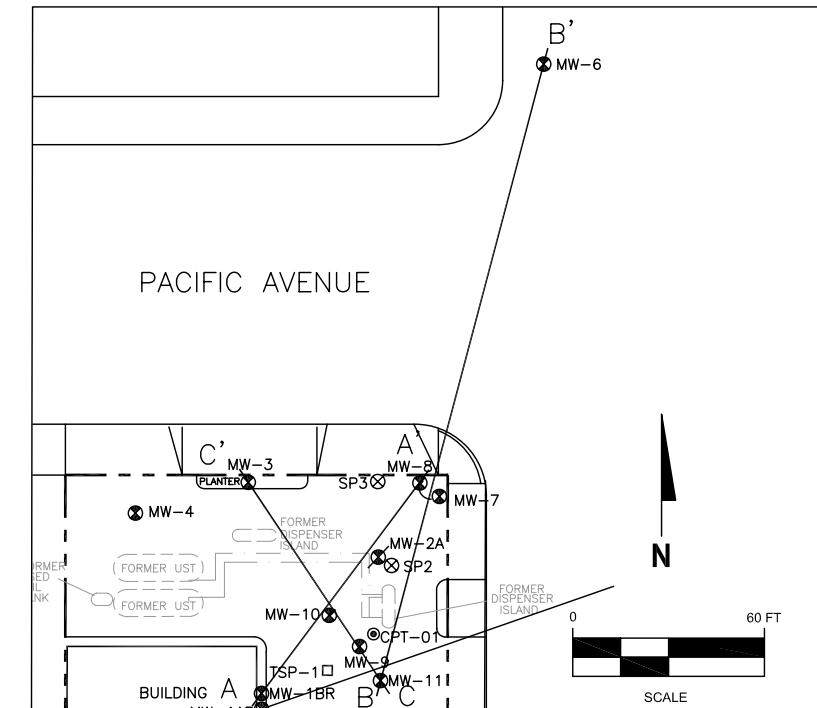 B'
MW-6
PACIFIC AVENUE
C'
A'
MW-3
MW-8
PLANTER
SP3
MW-7
MW-4
FORMER
DISPENSER
ISLAND
MW-2A
SP2
FORMER UST
FORMER UST
FORMER
DISPENSER
ISLAND
N
MW-10
CPT-01
0
60 FT
MW-9
TSP-1
MW-11
BUILDING
A
MW-1BR
B
C
SCALE